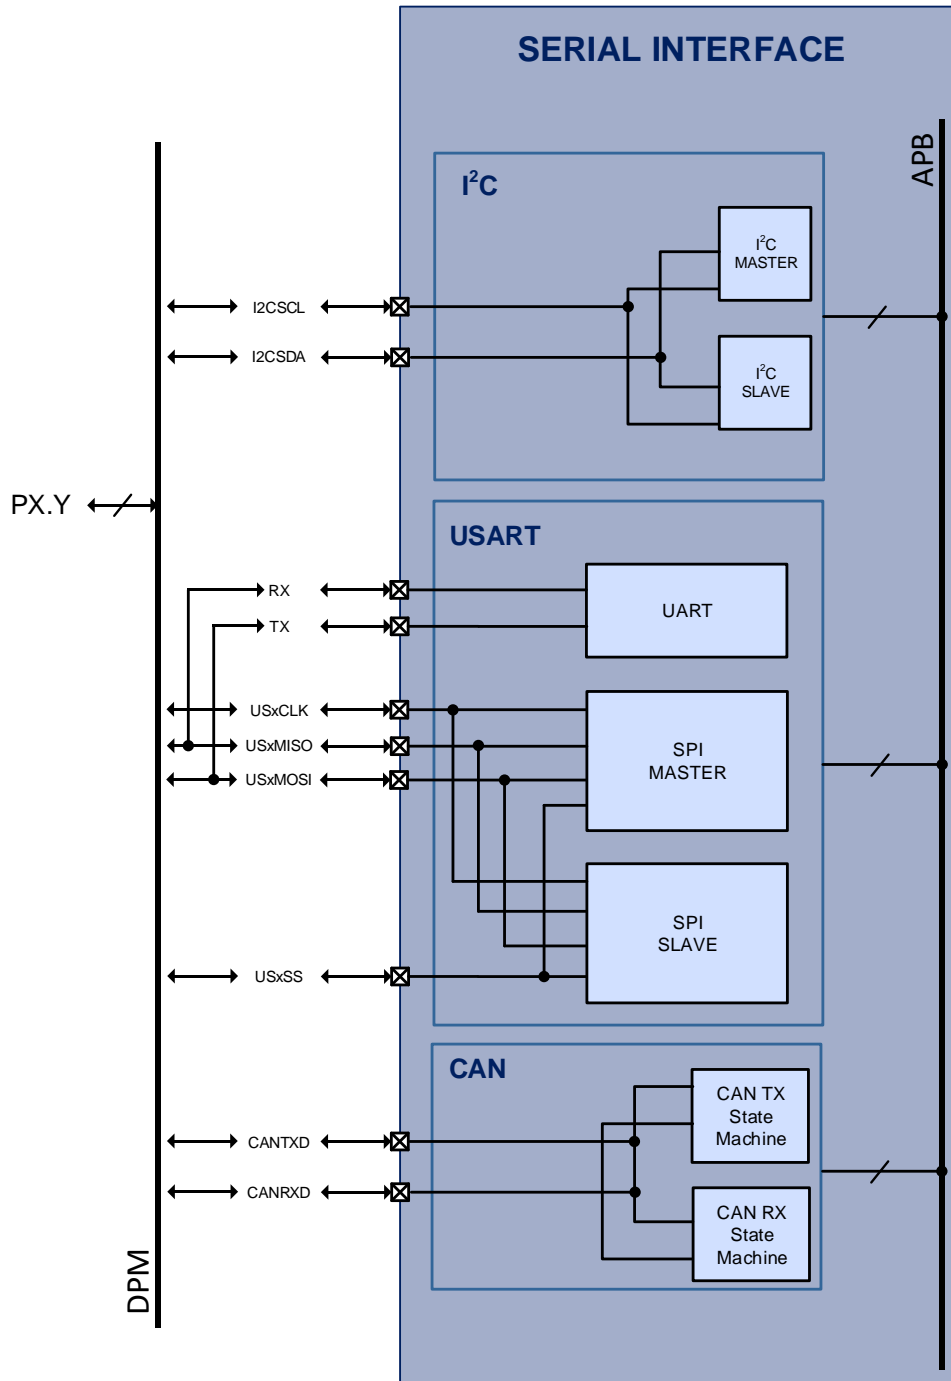 SERIAL INTERFACE
APB
I²C
I²C
MASTER
I2CSCL
I2CSDA
I²C
SLAVE
PX.Y
USART
RX
TX
UART
USxCLK
USxMISO
USxMOSI
SPI
MASTER
SPI
SLAVE
USxSS
CAN
CAN TX
State
Machine
CANTXD
CANRXD
CAN RX
State
Machine
DPM